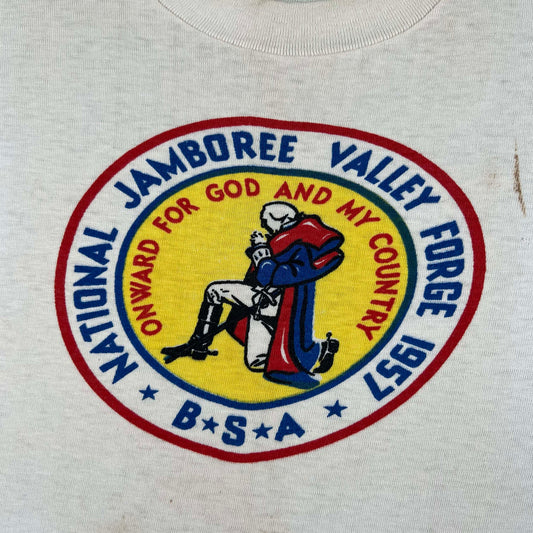 NATIONAL JAMBOREE VALLEY FORGE 1957
ONWARD FOR GOD AND MY COUNTRY
★ B★S★A ★